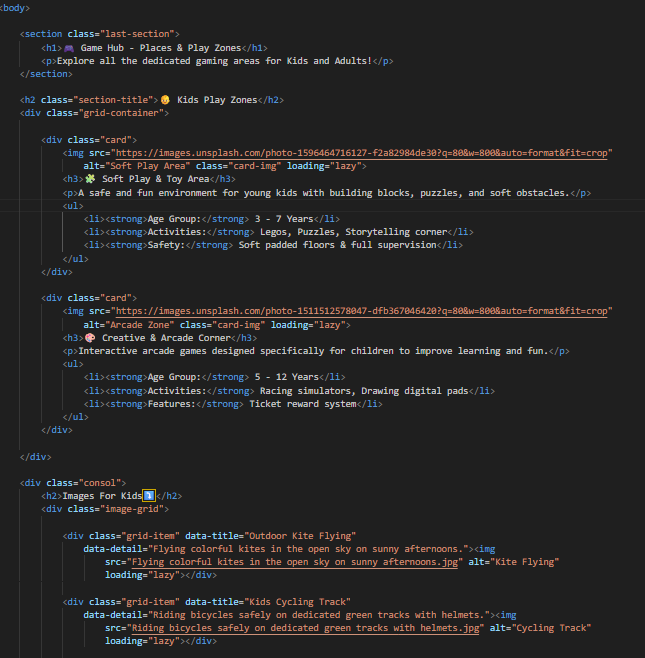 <body>
<section class="last-section">
<h1>🎮 Game Hub - Places & Play Zones</h1>
<p>Explore all the dedicated gaming areas for Kids and Adults!</p>
</section>
<h2 class="section-title">👦 Kids Play Zones</h2>
<div class="grid-container">
<div class="card">
<img src="https://images.unsplash.com/photo-1596464716127-f2a82984de30?q=80&w=800&auto=format&fit=crop"
alt="Soft Play Area" class="card-img" loading="lazy">
<h3>🧩 Soft Play & Toy Area</h3>
<p>A safe and fun environment for young kids with building blocks, puzzles, and soft obstacles.</p>
<ul>
<li><strong>Age Group:</strong> 3 - 7 Years</li>
<li><strong>Activities:</strong> Legos, Puzzles, Storytelling corner</li>
<li><strong>Safety:</strong> Soft padded floors & full supervision</li>
</ul>
</div>
<div class="card">
<img src="https://images.unsplash.com/photo-1511512578047-dfb367046420?q=80&w=800&auto=format&fit=crop"
alt="Arcade Zone" class="card-img" loading="lazy">
<h3>🎨 Creative & Arcade Corner</h3>
<p>Interactive arcade games designed specifically for children to improve learning and fun.</p>
<ul>
<li><strong>Age Group:</strong> 5 - 12 Years</li>
<li><strong>Activities:</strong> Racing simulators, Drawing digital pads</li>
<li><strong>Features:</strong> Ticket reward system</li>
</ul>
</div>
</div>
<div class="consol">
<h2>Images For Kids⤵️</h2>
<div class="image-grid">
<div class="grid-item" data-title="Outdoor Kite Flying"
data-detail="Flying colorful kites in the open sky on sunny afternoons."><img
src="Flying colorful kites in the open sky on sunny afternoons.jpg" alt="Kite Flying"
loading="lazy"></div>
<div class="grid-item" data-title="Kids Cycling Track"
data-detail="Riding bicycles safely on dedicated green tracks with helmets."><img
src="Riding bicycles safely on dedicated green tracks with helmets.jpg" alt="Cycling Track"
loading="lazy"></div>